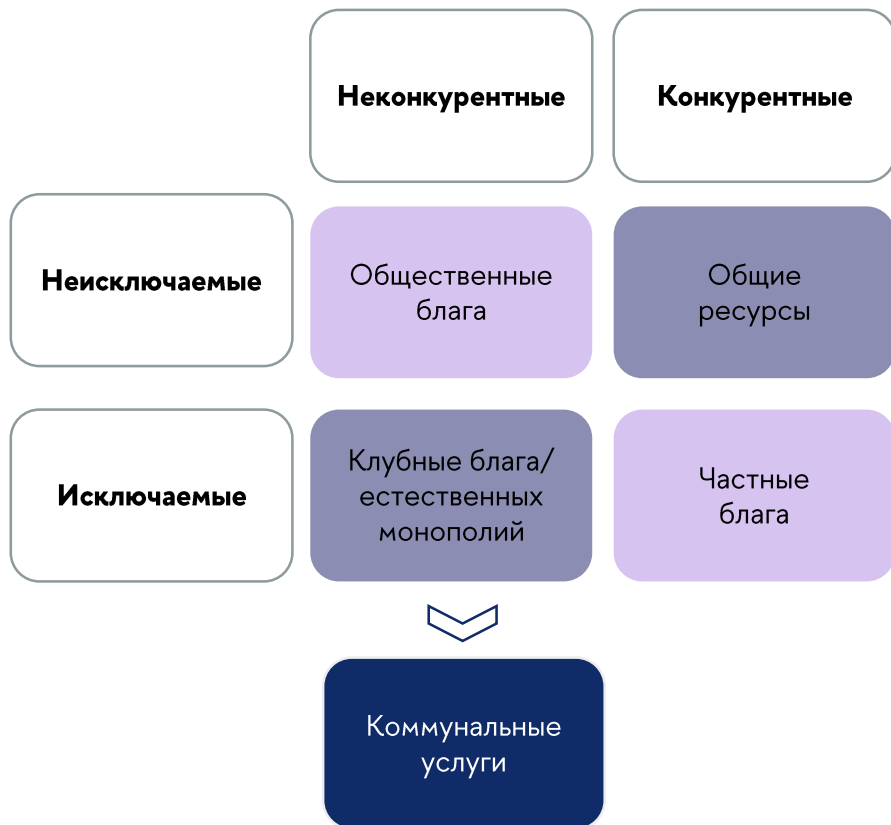 Неконкурентные
Конкурентные
Неисключаемые
Общественные
блага
Общие
ресурсы
Исключаемые
Клубные блага/
естественных
монополий
Частные
блага
Коммунальные
услуги